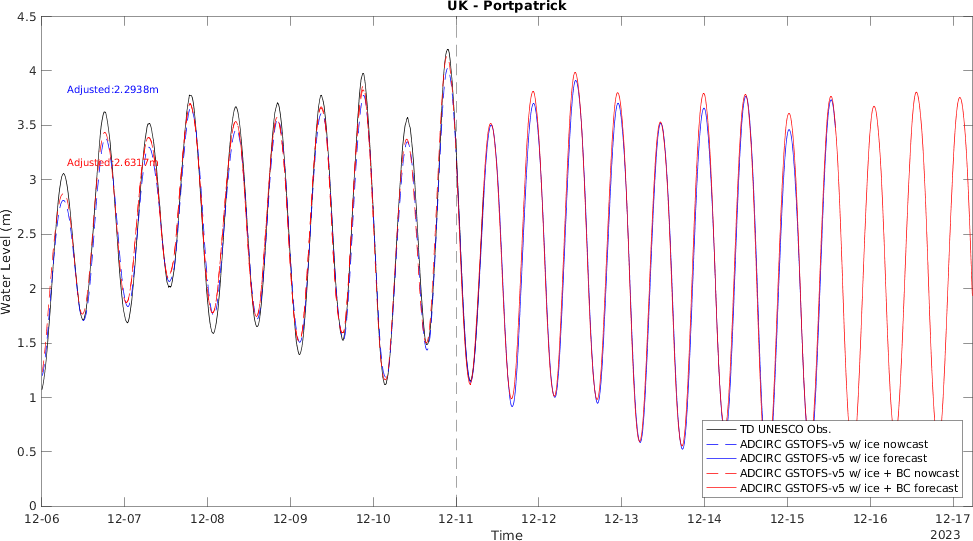 UK - Portpatrick
4.5
4
3.5
3
2.5
2
1.5
1
0.5
0
Water Level (m)
Adjusted:2.2938m
Adjusted:2.6317m
TD UNESCO Obs.
ADCIRC GSTOFS-v5 w/ ice nowcast
ADCIRC GSTOFS-v5 w/ ice forecast
ADCIRC GSTOFS-v5 w/ ice + BC nowcast
ADCIRC GSTOFS-v5 w/ ice + BC forecast
12-06 12-07 12-08 12-09 12-10 12-11 12-12 12-13 12-14 12-15 12-16 12-17
Time
2023